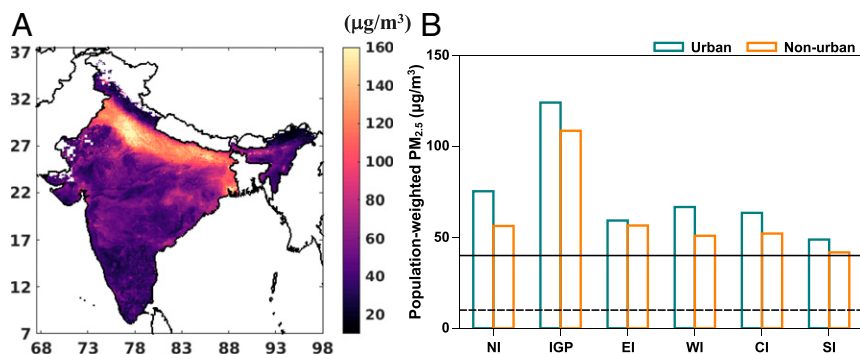 A
(μg/m³)
37
32
27
22
17
12
7
68 73 78 83 88 93 98
160
140
120
100
80
60
40
20
B
Urban Non-urban
Population-weighted PM2.5 (μg/m³)
150
100
50
0
NI IGP EI WI CI SI